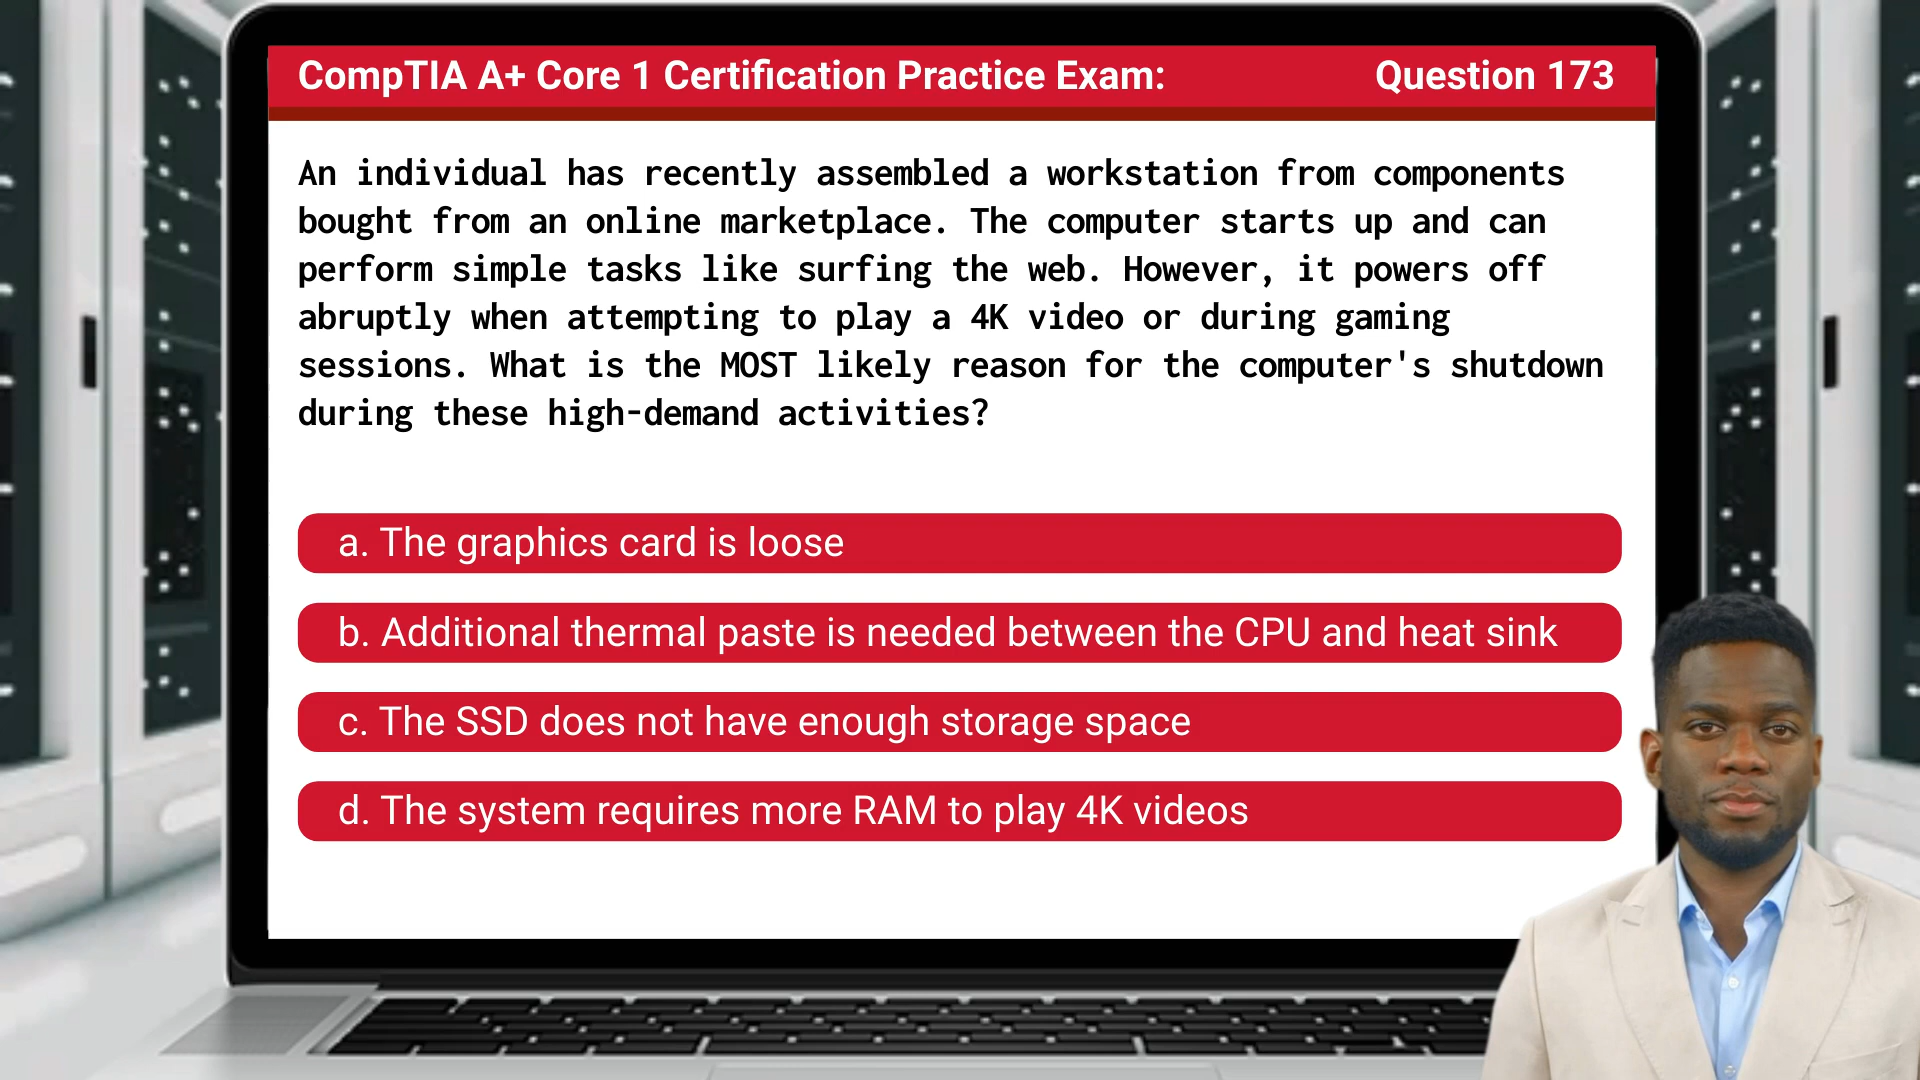 CompTIA A+ Core 1 Certification Practice Exam: Question 173
An individual has recently assembled a workstation from components
bought from an online marketplace. The computer starts up and can
perform simple tasks like surfing the web. However, it powers off
abruptly when attempting to play a 4K video or during gaming
sessions. What is the MOST likely reason for the computer's shutdown
during these high-demand activities?
a. The graphics card is loose
b. Additional thermal paste is needed between the CPU and heat sink
c. The SSD does not have enough storage space
d. The system requires more RAM to play 4K videos